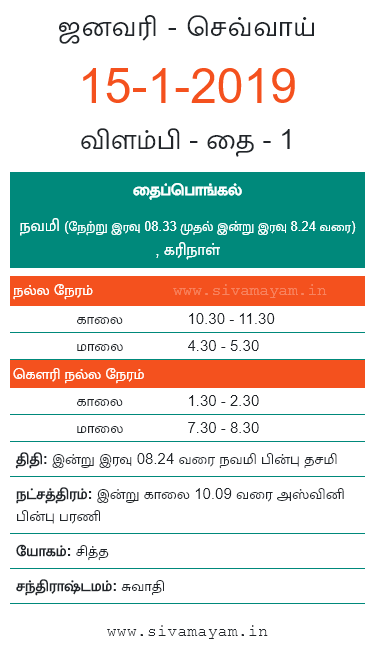 ஜனவரி - செவ்வாய்
15-1-2019
விளம்பி - தை - 1
தைப்பொங்கல்
நவமி (நேற்று இரவு 08.33 முதல் இன்று இரவு 8.24 வரை)
, கரிநாள்
நல்ல நேரம் www.sivamayam.in
காலை 10.30 - 11.30
மாலை 4.30 - 5.30
கௌரி நல்ல நேரம்
காலை 1.30 - 2.30
மாலை 7.30 - 8.30
திதி: இன்று இரவு 08.24 வரை நவமி பின்பு தசமி
நட்சத்திரம்: இன்று காலை 10.09 வரை அஸ்வினி
பின்பு பரணி
யோகம்: சித்த
சந்திராஷ்டமம்: சுவாதி
www.sivamayam.in